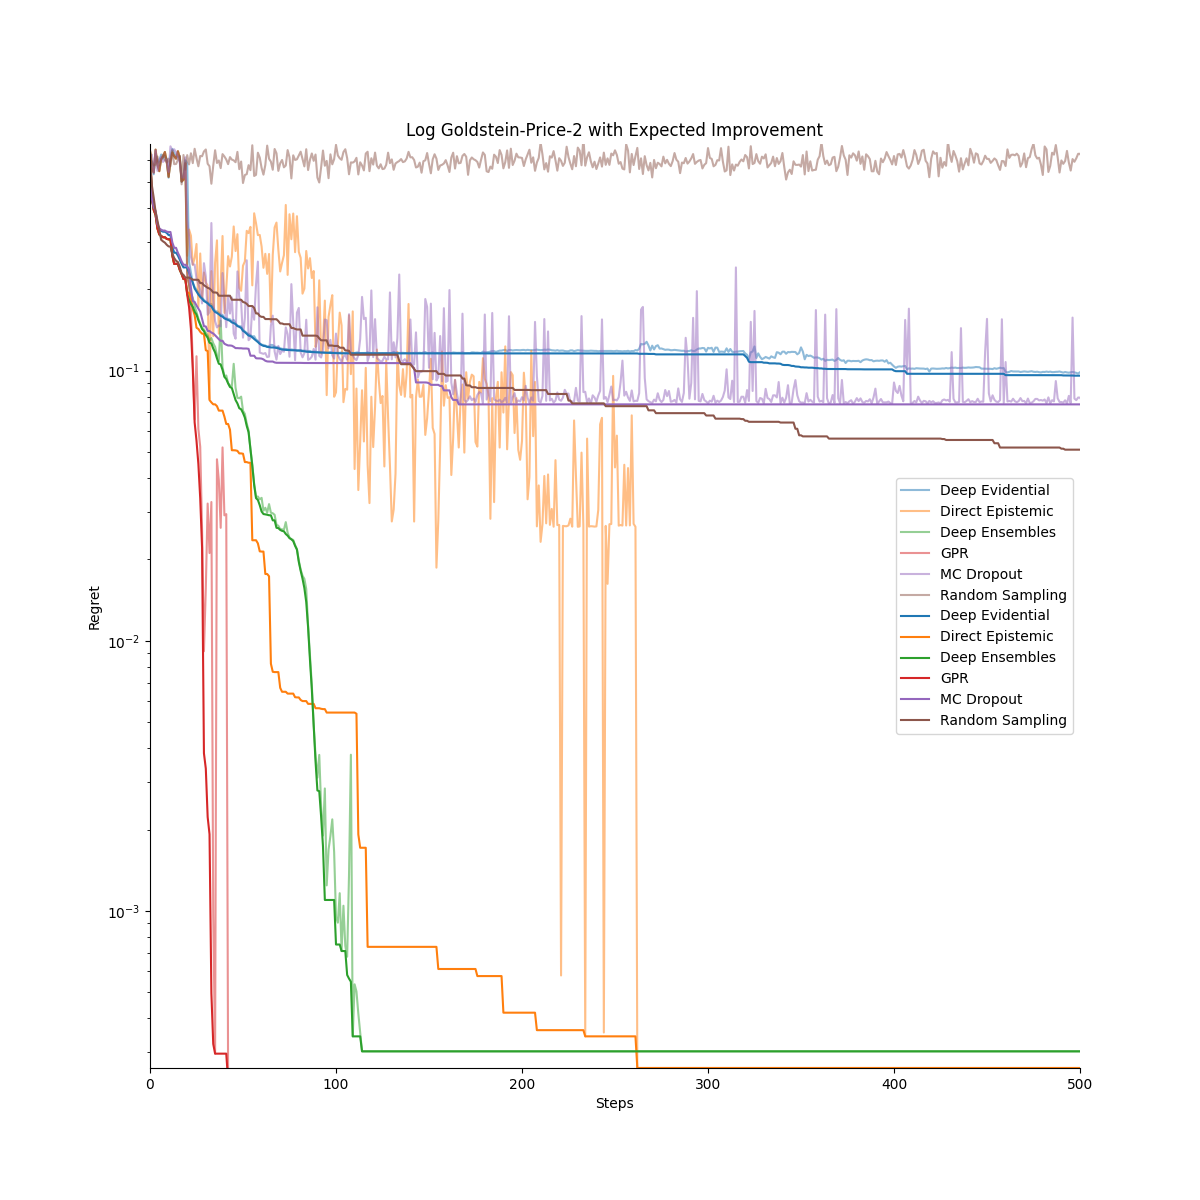 Log Goldstein-Price-2 with Expected Improvement
Regret
10⁻¹
10⁻²
10⁻³
Deep Evidential
Direct Epistemic
Deep Ensembles
GPR
MC Dropout
Random Sampling
Deep Evidential
Direct Epistemic
Deep Ensembles
GPR
MC Dropout
Random Sampling
0 100 200 300 400 500
Steps